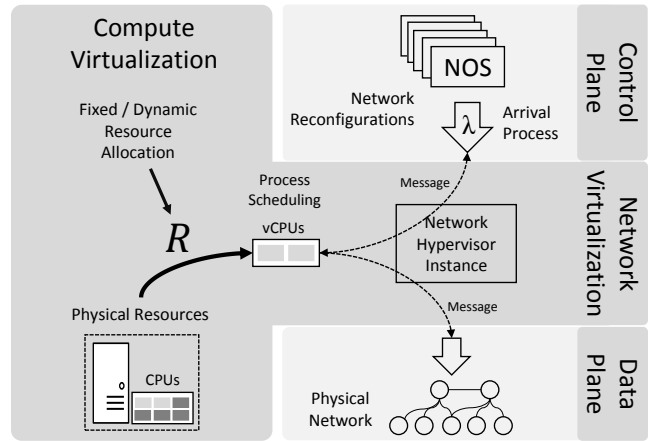 Compute
Virtualization
Fixed / Dynamic
Resource
Allocation
R
Physical Resources
CPUs
Process
Scheduling
vCPUs
NOS
Network
Reconfigurations
λ
Arrival
Process
Message
Network
Hypervisor
Instance
Message
Physical
Network
Control
Plane
Network
Virtualization
Data
Plane